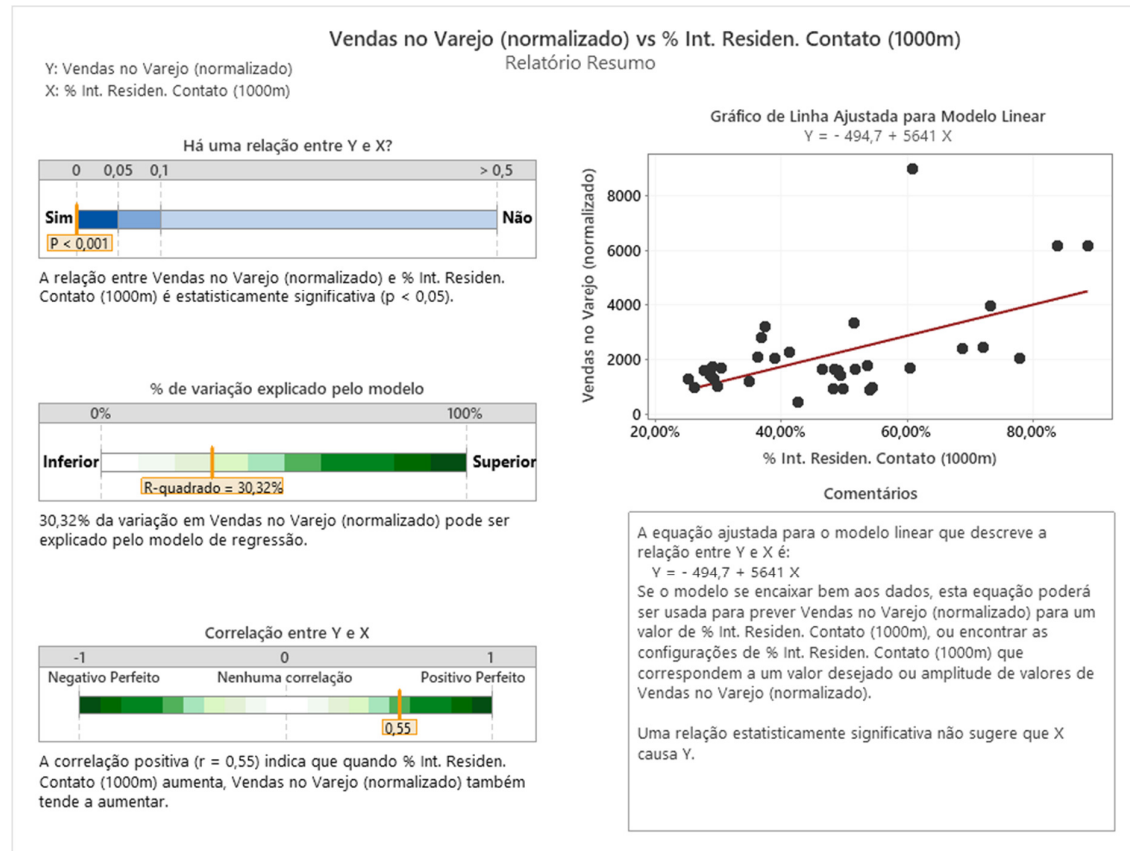 Vendas no Varejo (normalizado) vs % Int. Residen. Contato (1000m)
Relatório Resumo
Y: Vendas no Varejo (normalizado)
X: % Int. Residen. Contato (1000m)
Há uma relação entre Y e X?
0 0,05 0,1 > 0,5
Sim Não
P < 0,001
A relação entre Vendas no Varejo (normalizado) e % Int. Residen.
Contato (1000m) é estatisticamente significativa (p < 0,05).
% de variação explicado pelo modelo
0% 100%
Inferior Superior
R-quadrado = 30,32%
30,32% da variação em Vendas no Varejo (normalizado) pode ser
explicado pelo modelo de regressão.
Correlação entre Y e X
-1 0 1
Negativo Perfeito Nenhuma correlação Positivo Perfeito
0,55
A correlação positiva (r = 0,55) indica que quando % Int. Residen.
Contato (1000m) aumenta, Vendas no Varejo (normalizado) também
tende a aumentar.
Gráfico de Linha Ajustada para Modelo Linear
Y = - 494,7 + 5641 X
Vendas no Varejo (normalizado)
8000
6000
4000
2000
0
20,00% 40,00% 60,00% 80,00%
% Int. Residen. Contato (1000m)
Comentários
A equação ajustada para o modelo linear que descreve a
relação entre Y e X é:
Y = - 494,7 + 5641 X
Se o modelo se encaixar bem aos dados, esta equação poderá
ser usada para prever Vendas no Varejo (normalizado) para um
valor de % Int. Residen. Contato (1000m), ou encontrar as
configurações de % Int. Residen. Contato (1000m) que
correspondem a um valor desejado ou amplitude de valores de
Vendas no Varejo (normalizado).
Uma relação estatisticamente significativa não sugere que X
causa Y.